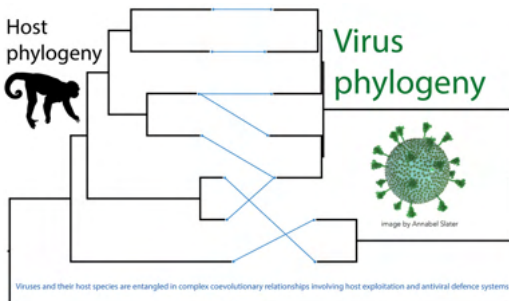 Host
phylogeny
Virus
phylogeny
image by Annabel Slater
Viruses and their host species are entangled in complex coevolutionary relationships involving host exploitation and antiviral defence systems